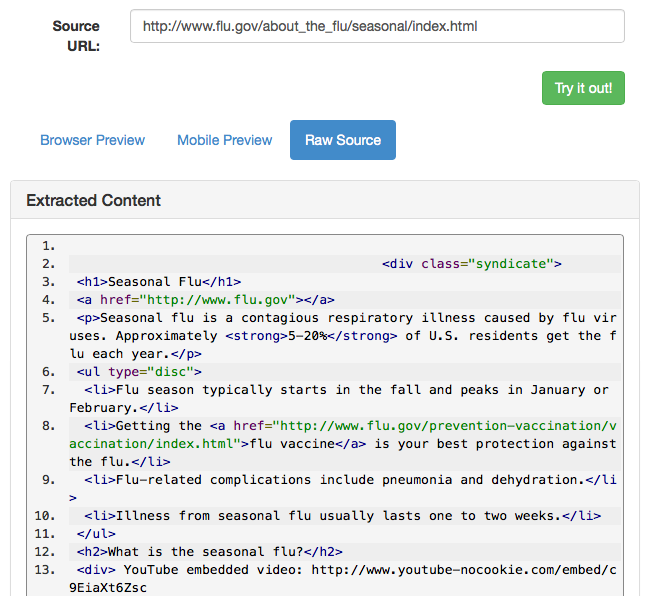 Source URL:
http://www.flu.gov/about_the_flu/seasonal/index.html
Try it out!
Browser Preview
Mobile Preview
Raw Source
Extracted Content
1.
2. <div class="syndicate">
3. <h1>Seasonal Flu</h1>
4. <a href="http://www.flu.gov"></a>
5. <p>Seasonal flu is a contagious respiratory illness caused by flu vir
uses. Approximately <strong>5-20%</strong> of U.S. residents get the f
lu each year.</p>
6. <ul type="disc">
7. <li>Flu season typically starts in the fall and peaks in January or
February.</li>
8. <li>Getting the <a href="http://www.flu.gov/prevention-vaccination/v
accination/index.html">flu vaccine</a> is your best protection against
the flu.</li>
9. <li>Flu-related complications include pneumonia and dehydration.</li
>
10. <li>Illness from seasonal flu usually lasts one to two weeks.</li>
11. </ul>
12. <h2>What is the seasonal flu?</h2>
13. <div> YouTube embedded video: http://www.youtube-nocookie.com/embed/c
9EiaXt6Zsc